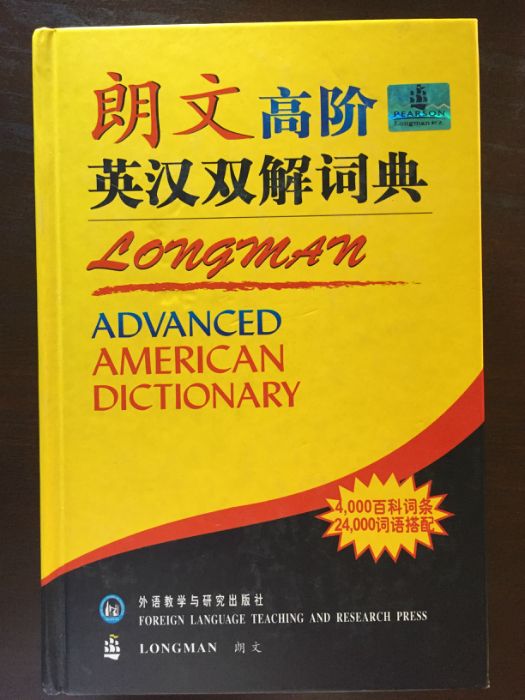 朗文高阶
PEARSON
Longman 朗文
英汉双解词典
LONGMAN
ADVANCED
AMERICAN
DICTIONARY
4,000百科词条
24,000词语搭配
外语教学与研究出版社
FOREIGN LANGUAGE TEACHING AND RESEARCH PRESS
LONGMAN 朗文